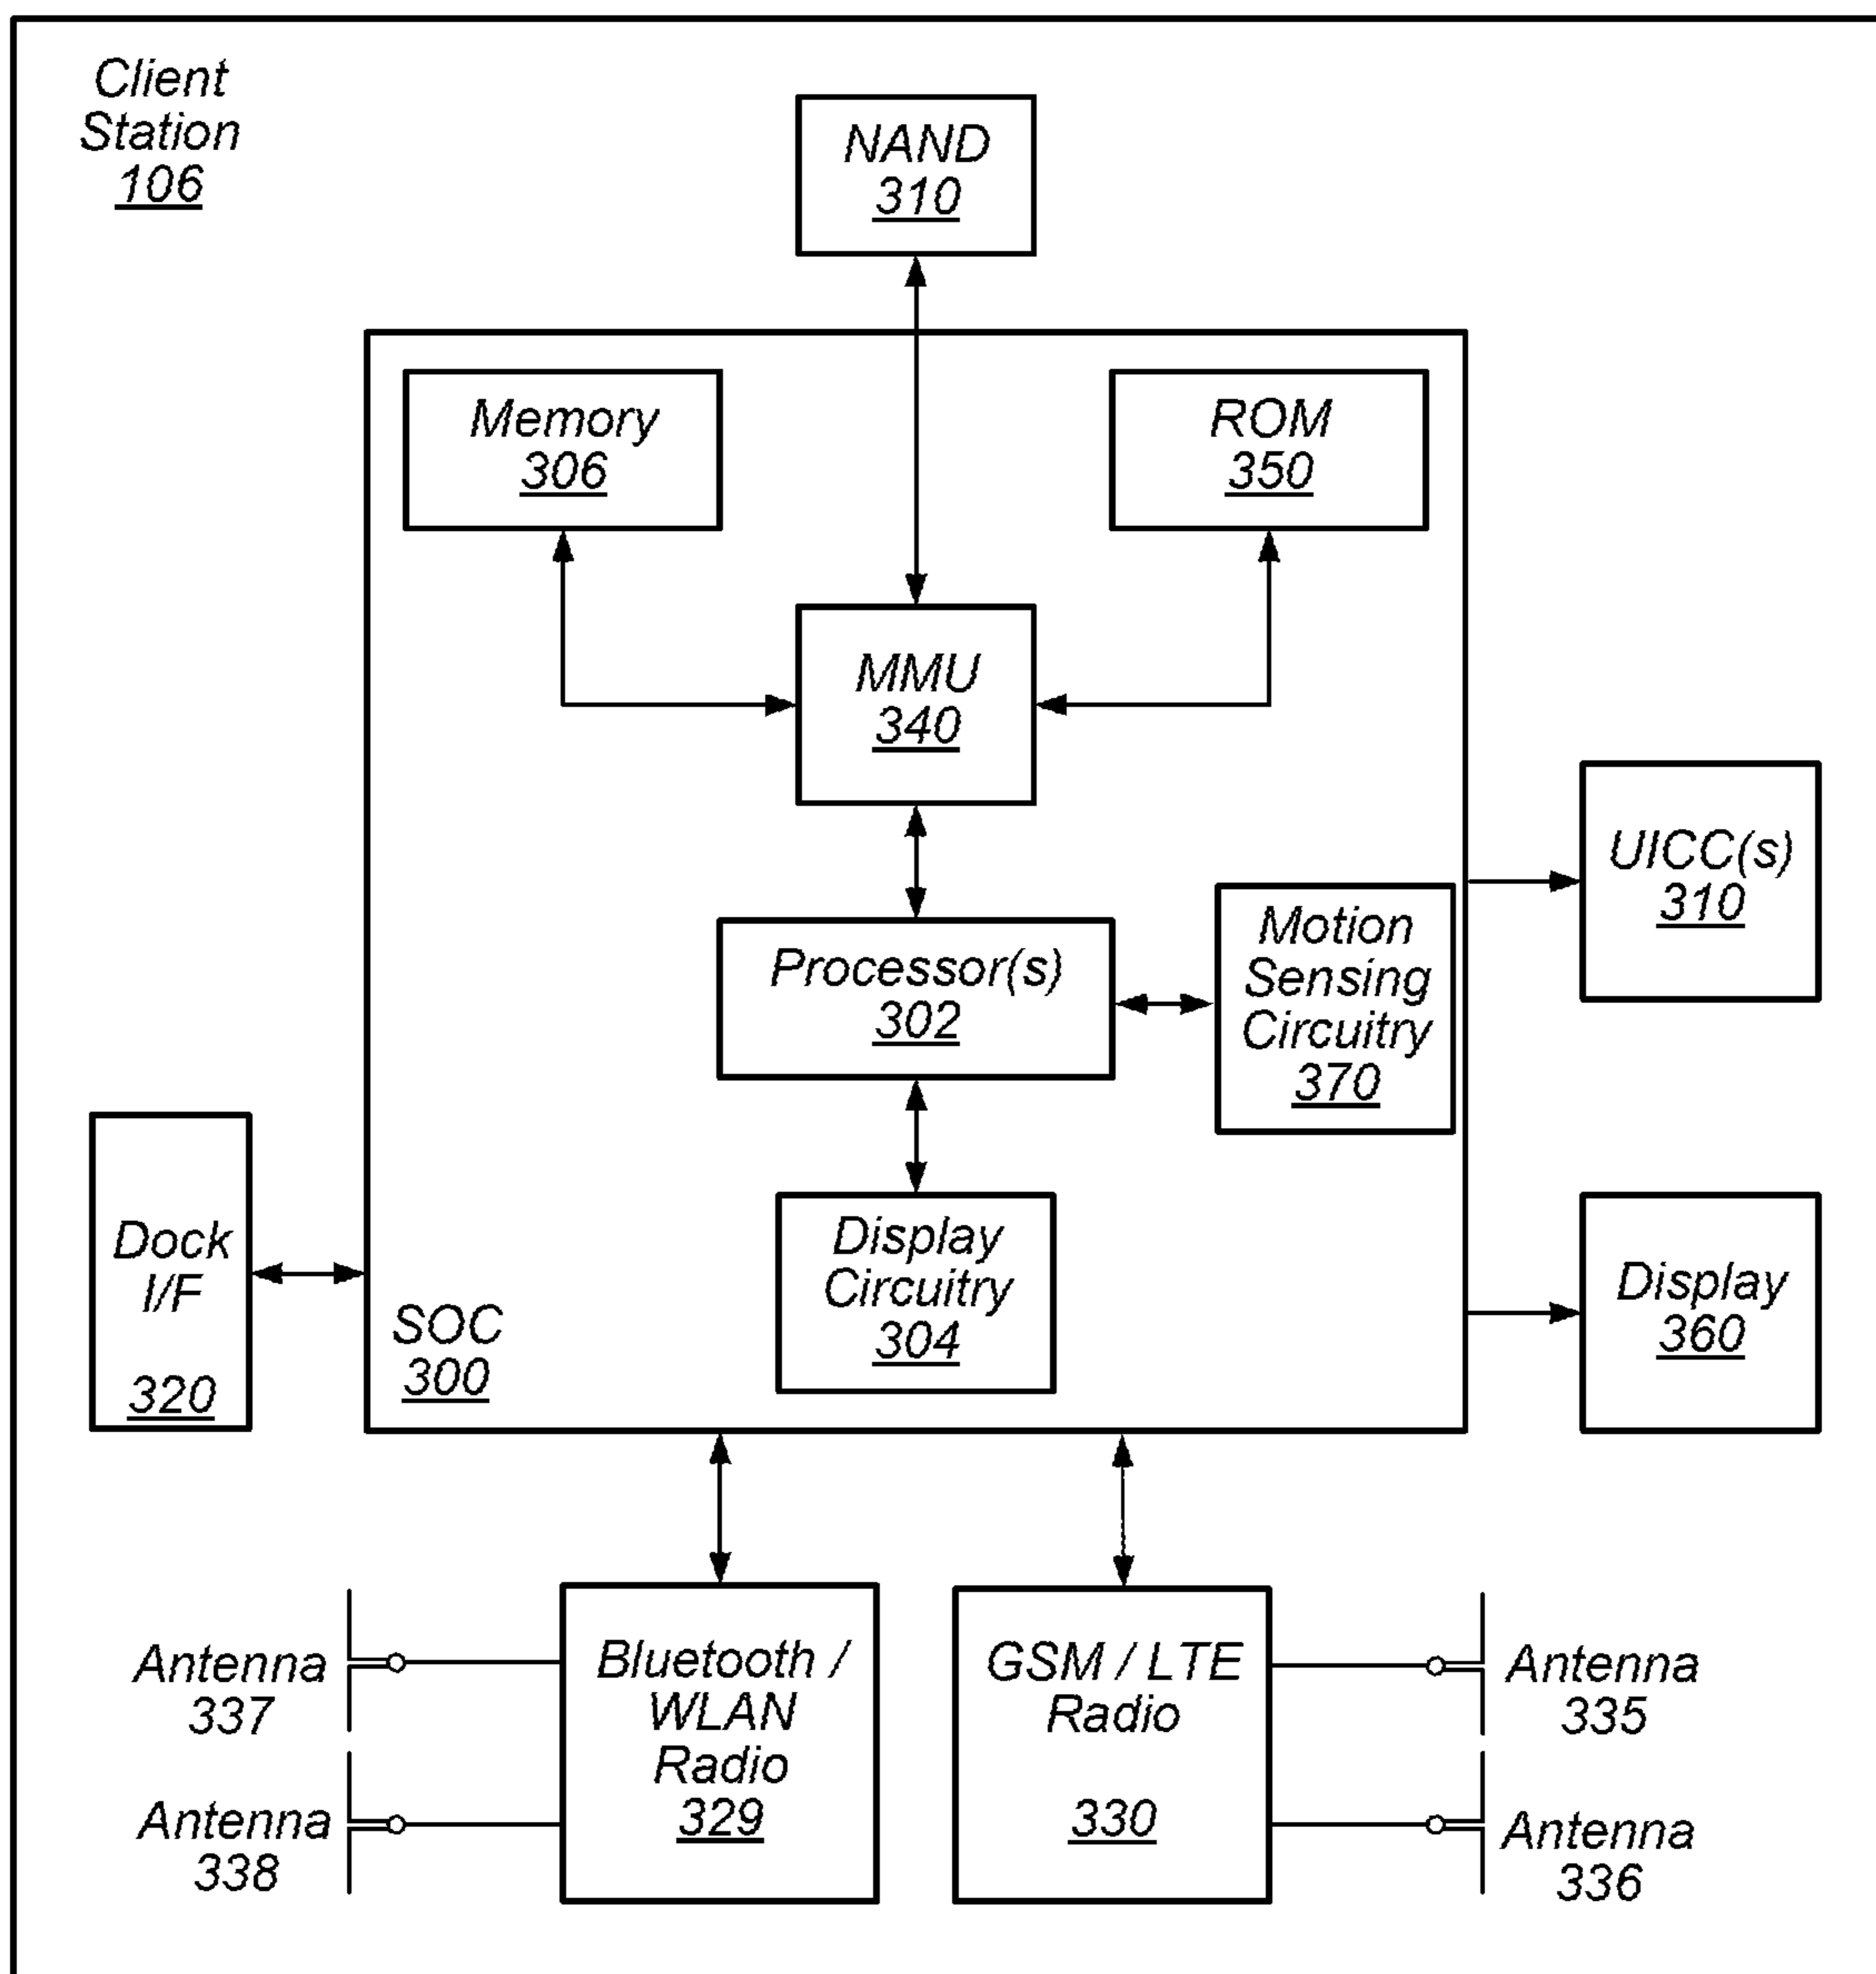 Client
Station
106
NAND
310
Memory
306
ROM
350
MMU
340
UICC(s)
310
Processor(s)
302
Motion
Sensing
Circuitry
370
Dock
I/F
320
Display
Circuitry
304
SOC
300
Display
360
Antenna
337
Antenna
338
Bluetooth /
WLAN
Radio
329
GSM / LTE
Radio
330
Antenna
335
Antenna
336